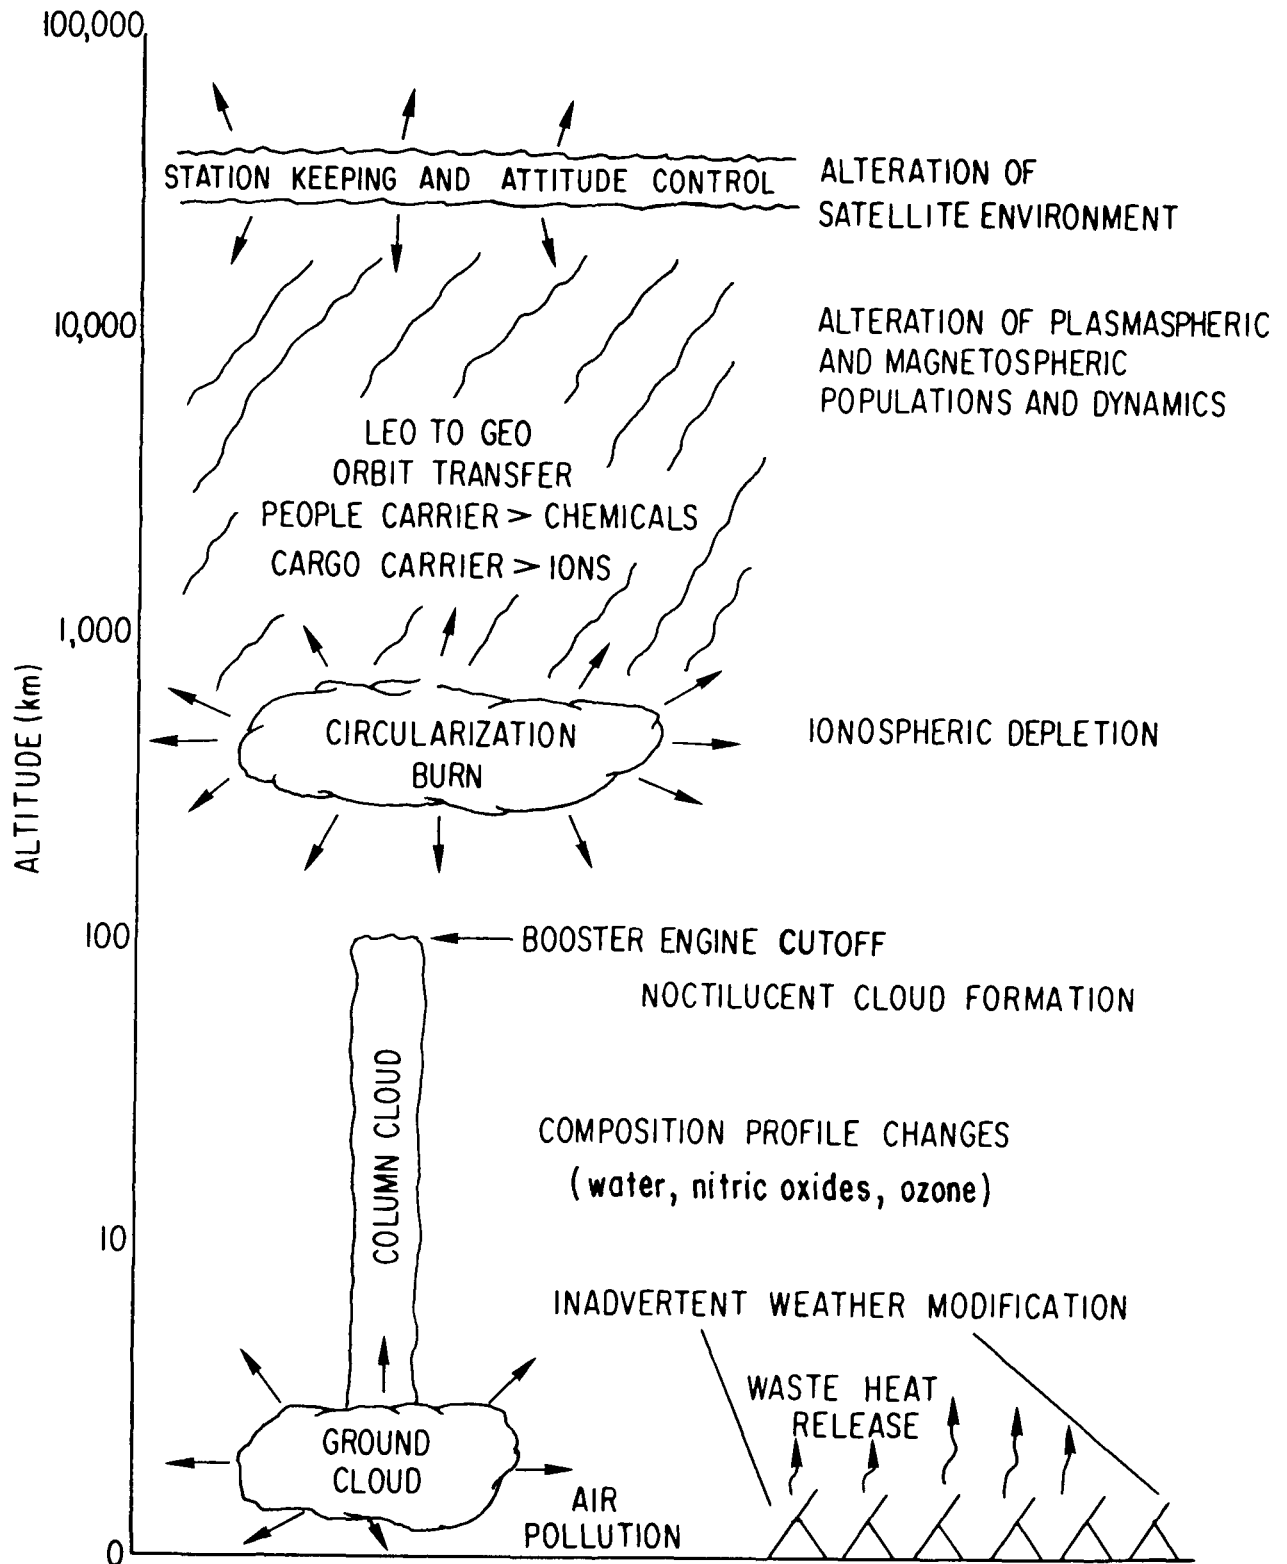 100,000
STATION KEEPING AND ATTITUDE CONTROL
ALTERATION OF
SATELLITE ENVIRONMENT
10,000
ALTERATION OF PLASMASPHERIC
AND MAGNETOSPHERIC
POPULATIONS AND DYNAMICS
LEO TO GEO
ORBIT TRANSFER
PEOPLE CARRIER > CHEMICALS
CARGO CARRIER > IONS
1,000
ALTITUDE (km)
CIRCULARIZATION
BURN
IONOSPHERIC DEPLETION
100
BOOSTER ENGINE CUTOFF
NOCTILUCENT CLOUD FORMATION
COLUMN CLOUD
COMPOSITION PROFILE CHANGES
(water, nitric oxides, ozone)
10
INADVERTENT WEATHER MODIFICATION
WASTE HEAT
RELEASE
GROUND
CLOUD
AIR
POLLUTION
0